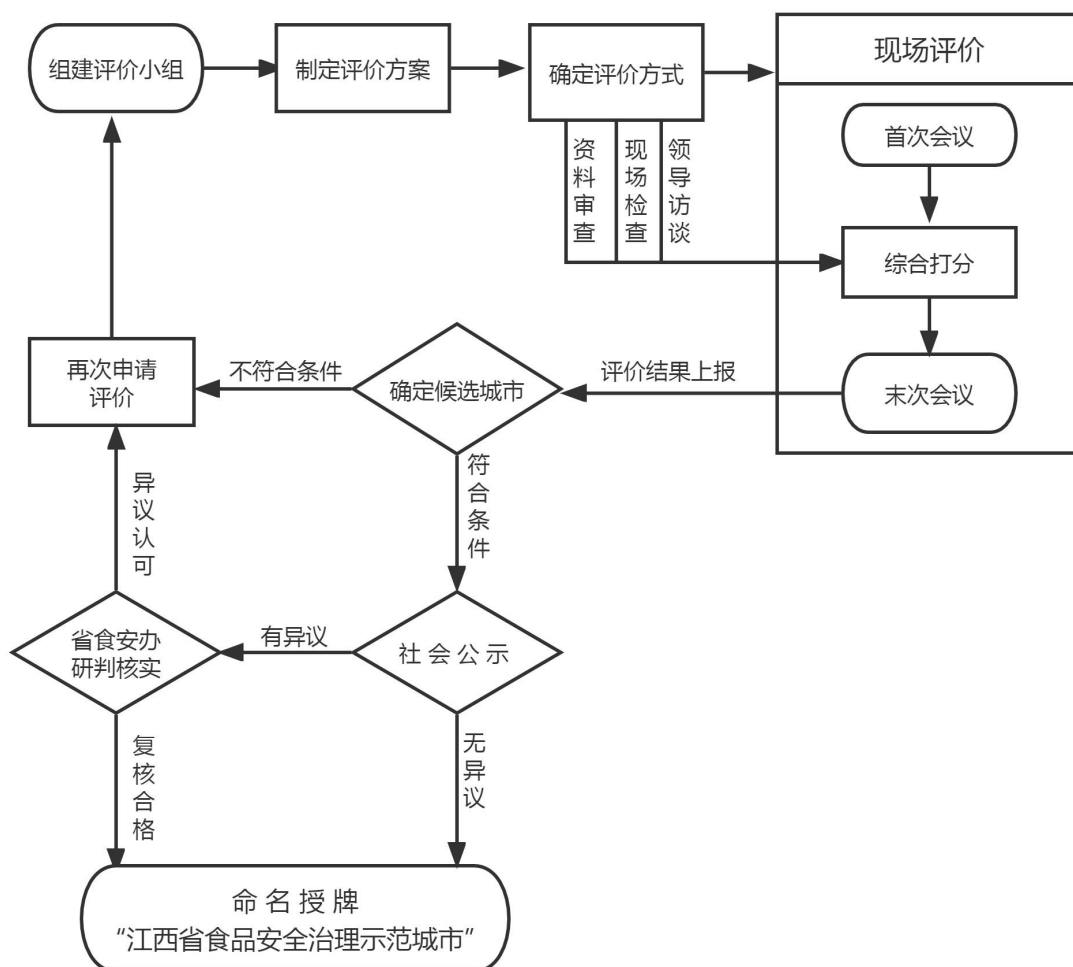 组建评价小组
制定评价方案
确定评价方式
现场评价
首次会议
资料审查
现场检查
领导访谈
综合打分
末次会议
评价结果上报
确定候选城市
不符合条件
再次申请
评价
符合条件
异议认可
社会公示
有异议
省食安办
研判核实
复核合格
无异议
命名授牌
“江西省食品安全治理示范城市”